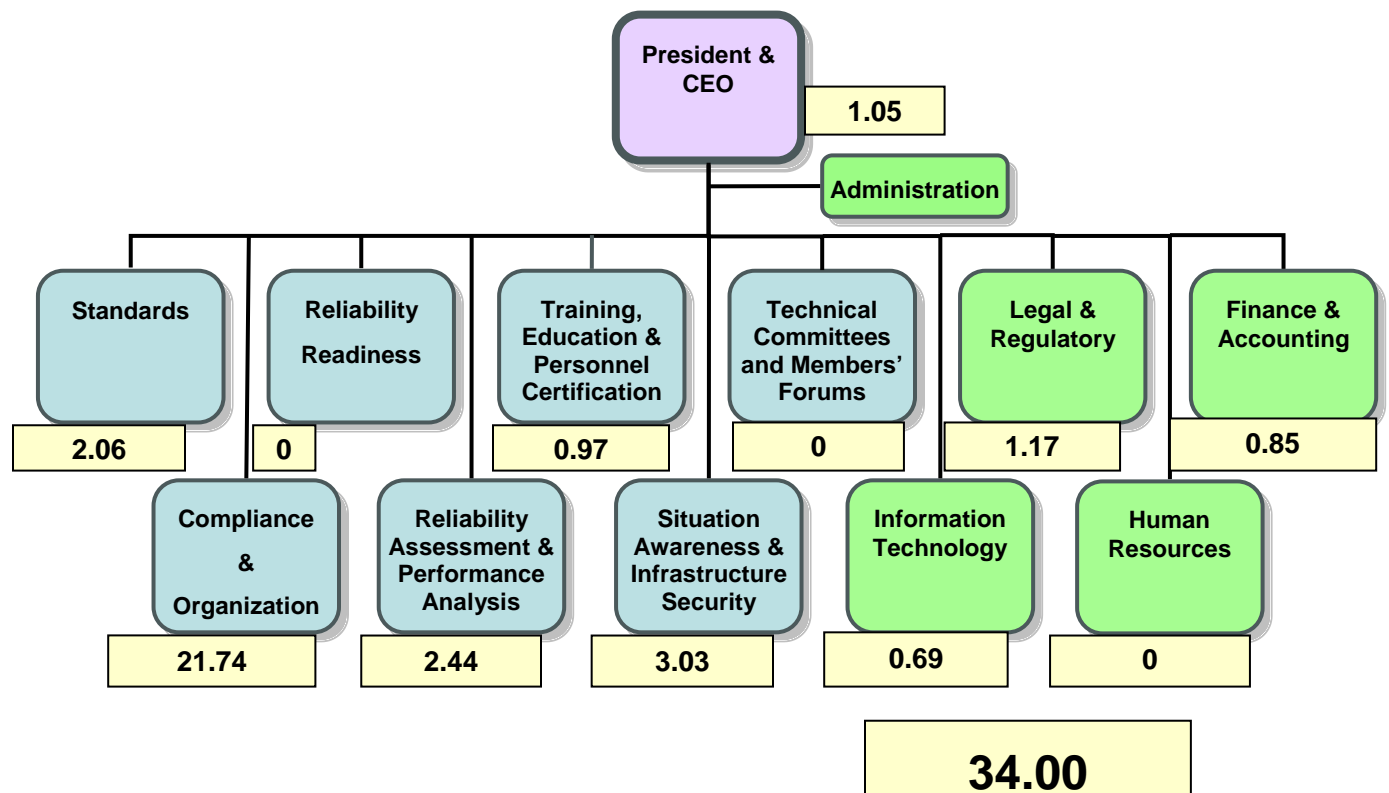 President &
CEO
1.05
Administration
Standards
2.06
Reliability
Readiness
0
Training,
Education &
Personnel
Certification
0.97
Technical
Committees
and Members’
Forums
0
Legal &
Regulatory
1.17
Finance &
Accounting
0.85
Compliance
&
Organization
21.74
Reliability
Assessment &
Performance
Analysis
2.44
Situation
Awareness &
Infrastructure
Security
3.03
Information
Technology
0.69
Human
Resources
0
34.00